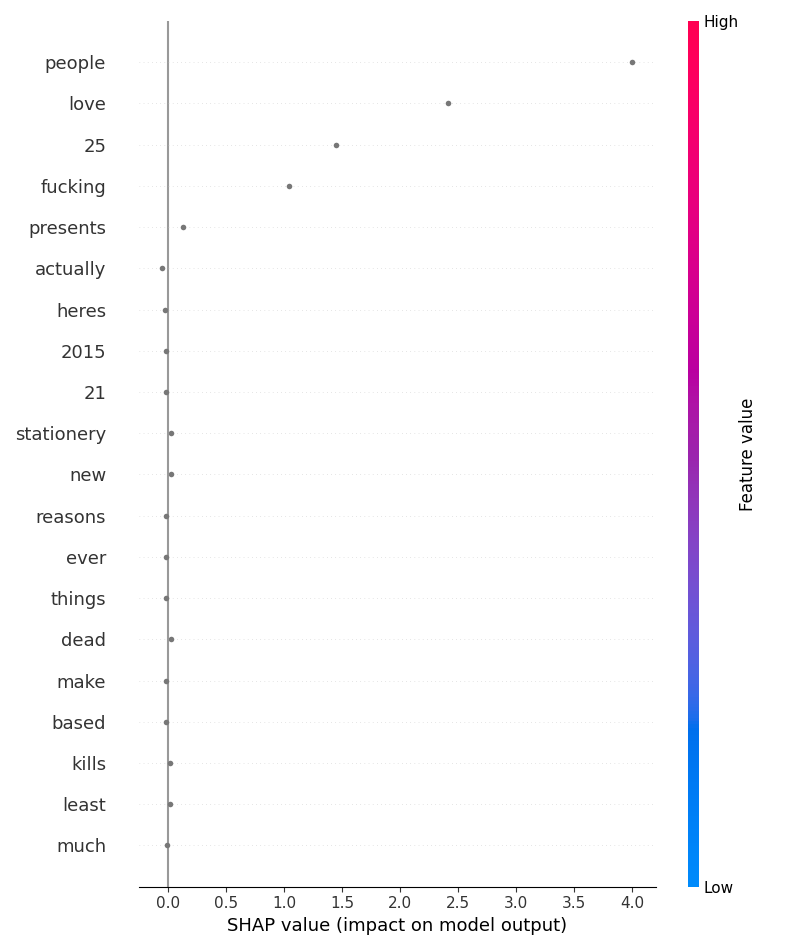 High
people
love
25
fucking
presents
actually
heres
2015
21
stationery
new
reasons
ever
things
dead
make
based
kills
least
much
Feature value
Low
0.0 0.5 1.0 1.5 2.0 2.5 3.0 3.5 4.0
SHAP value (impact on model output)